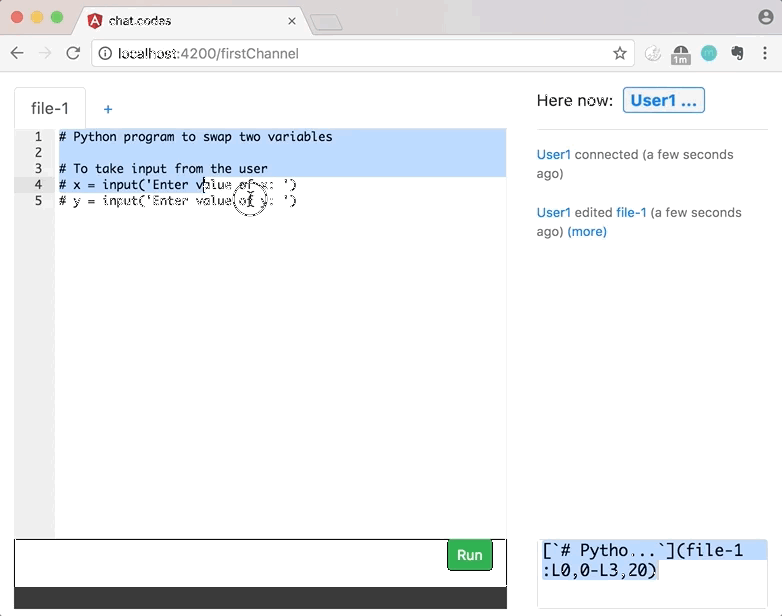 chat.codes
localhost:4200/firstChannel
1m
file-1
+
1 # Python program to swap two variables
2
3 # To take input from the user
4 # x = input('Enter value of x: ')
5 # y = input('Enter value of y: ')
Run
Here now: User1 ...
User1 connected (a few seconds
ago)
User1 edited file-1 (a few seconds
ago) (more)
[`# Pytho...`](file-1
:L0,0-L3,20)